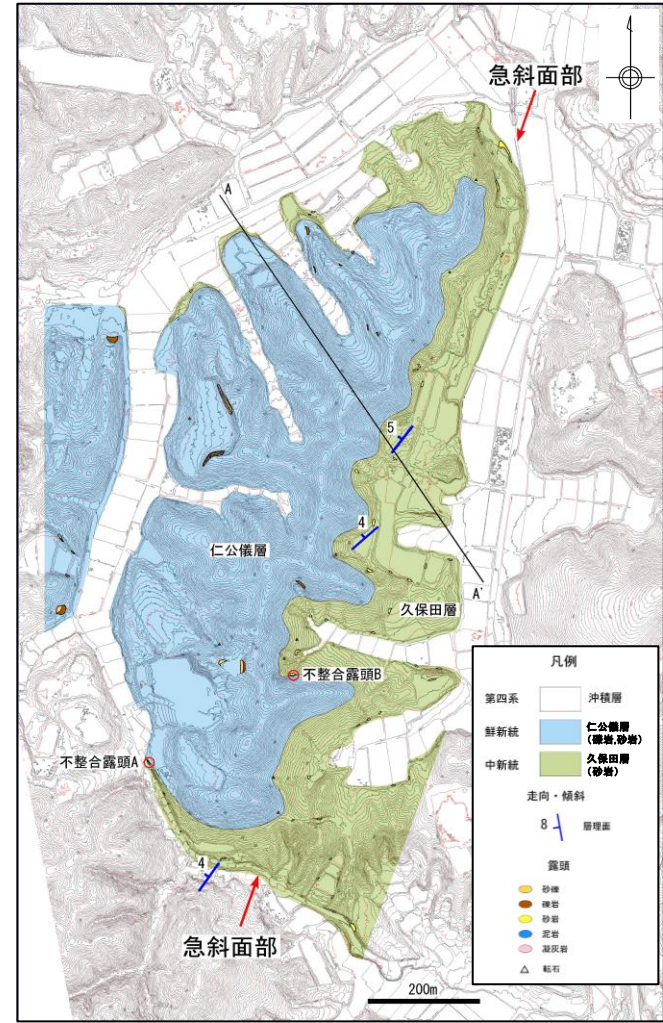 急斜面部
A
5
4
仁公儀層
A'
久保田層
不整合露頭B
不整合露頭A
4
急斜面部
200m
凡例
第四系 沖積層
鮮新統 仁公儀層
(礫岩,砂岩)
中新統 久保田層
(砂岩)
走向・傾斜
8 層理面
露頭
砂礫
礫岩
砂岩
泥岩
凝灰岩
転石